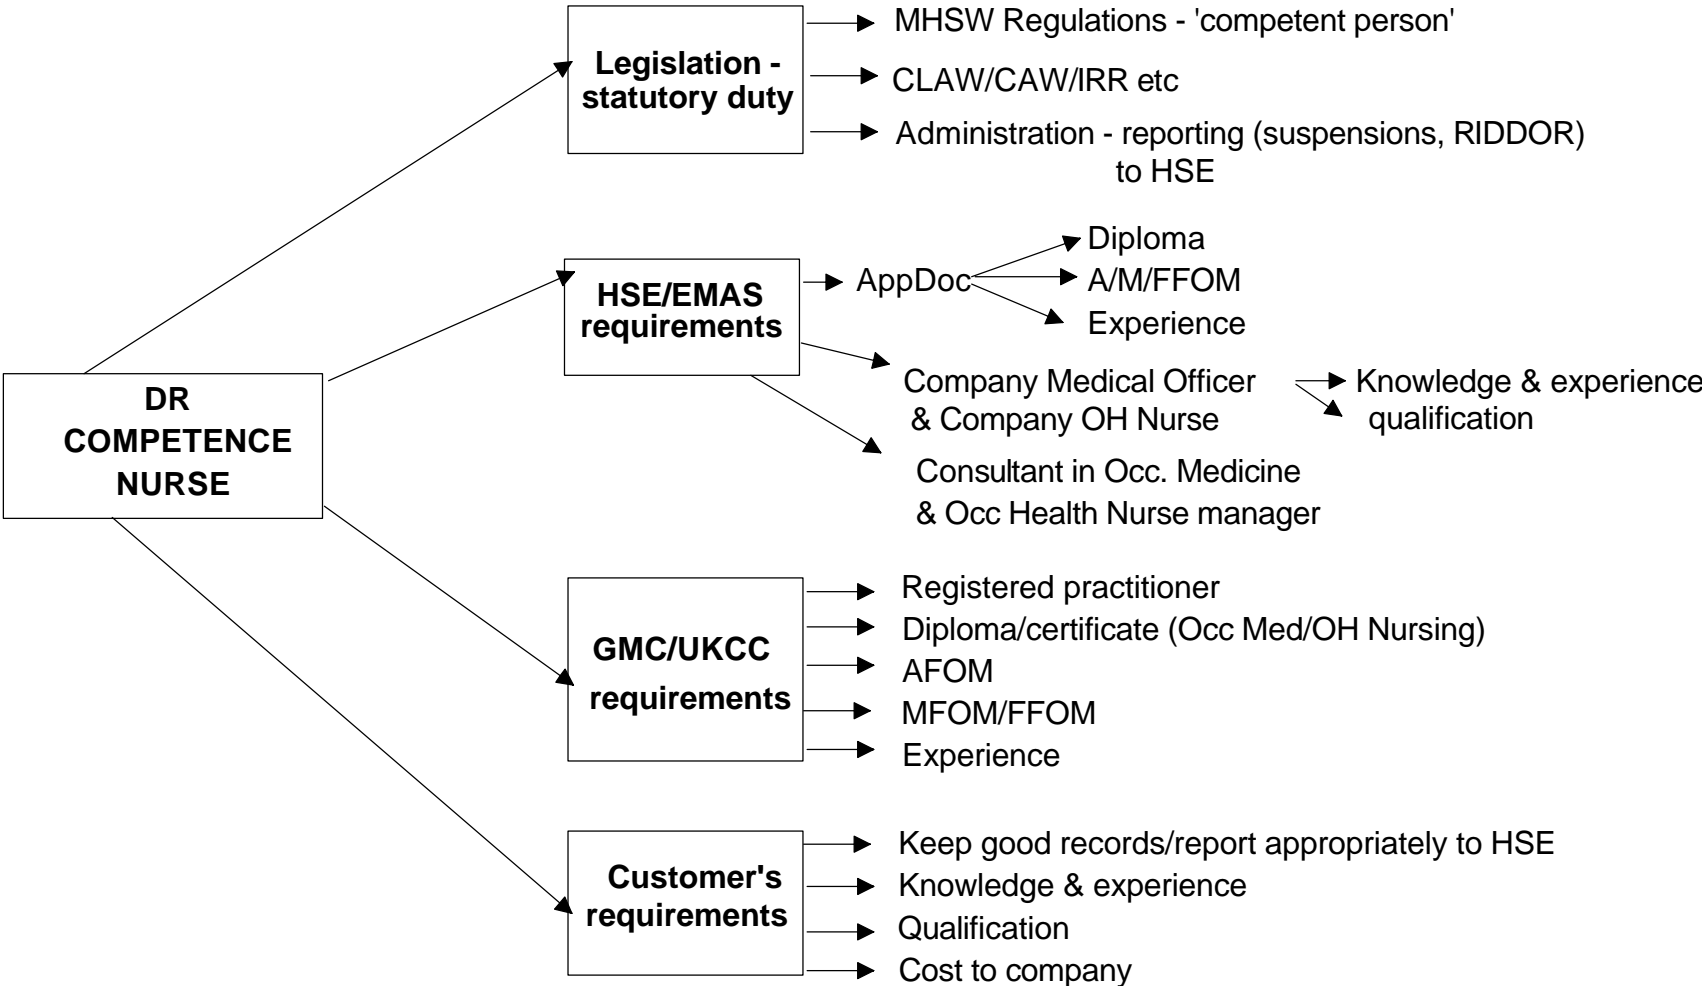 DR
COMPETENCE
NURSE
Legislation -
statutory duty
MHSW Regulations - 'competent person'
CLAW/CAW/IRR etc
Administration - reporting (suspensions, RIDDOR)
to HSE
HSE/EMAS
requirements
AppDoc
Diploma
A/M/FFOM
Experience
Company Medical Officer
& Company OH Nurse
Knowledge & experience
qualification
Consultant in Occ. Medicine
& Occ Health Nurse manager
GMC/UKCC
requirements
Registered practitioner
Diploma/certificate (Occ Med/OH Nursing)
AFOM
MFOM/FFOM
Experience
Customer's
requirements
Keep good records/report appropriately to HSE
Knowledge & experience
Qualification
Cost to company